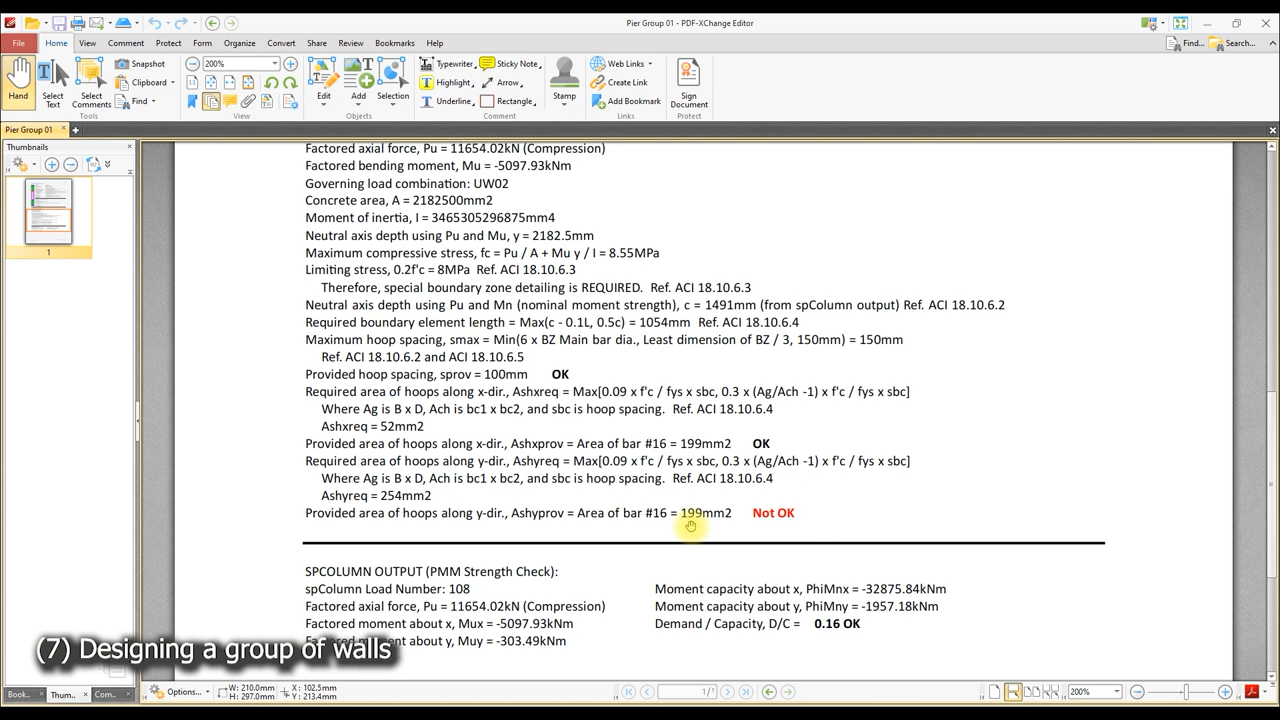 Pier Group 01 - PDF-XChange Editor
File Home View Comment Protect Form Organize Convert Share Review Bookmarks Help
Find... Search...
Hand
Select Text
Select Comments
Snapshot
Clipboard
Find
Tools
200%
View
Edit
Add
Selection
Objects
Typewriter
Highlight
Underline
Sticky Note
Arrow
Rectangle
Stamp
Comment
Web Links
Create Link
Add Bookmark
Links
Sign Document
Protect
Pier Group 01
Thumbnails
1
Factored axial force, Pu = 11654.02kN (Compression)
Factored bending moment, Mu = -5097.93kNm
Governing load combination: UW02
Concrete area, A = 2182500mm2
Moment of inertia, I = 3465305296875mm4
Neutral axis depth using Pu and Mu, y = 2182.5mm
Maximum compressive stress, fc = Pu / A + Mu y / I = 8.55MPa
Limiting stress, 0.2f'c = 8MPa Ref. ACI 18.10.6.3
Therefore, special boundary zone detailing is REQUIRED. Ref. ACI 18.10.6.3
Neutral axis depth using Pu and Mn (nominal moment strength), c = 1491mm (from spColumn output) Ref. ACI 18.10.6.2
Required boundary element length = Max(c - 0.1L, 0.5c) = 1054mm Ref. ACI 18.10.6.4
Maximum hoop spacing, smax = Min(6 x BZ Main bar dia., Least dimension of BZ / 3, 150mm) = 150mm
Ref. ACI 18.10.6.2 and ACI 18.10.6.5
Provided hoop spacing, sprov = 100mm OK
Required area of hoops along x-dir., Ashxreq = Max[0.09 x f'c / fys x sbc, 0.3 x (Ag/Ach -1) x f'c / fys x sbc]
Where Ag is B x D, Ach is bc1 x bc2, and sbc is hoop spacing. Ref. ACI 18.10.6.4
Ashxreq = 52mm2
Provided area of hoops along x-dir., Ashxprov = Area of bar #16 = 199mm2 OK
Required area of hoops along y-dir., Ashyreq = Max[0.09 x f'c / fys x sbc, 0.3 x (Ag/Ach -1) x f'c / fys x sbc]
Where Ag is B x D, Ach is bc1 x bc2, and sbc is hoop spacing. Ref. ACI 18.10.6.4
Ashyreq = 254mm2
Provided area of hoops along y-dir., Ashyprov = Area of bar #16 = 199mm2 Not OK
SPCOLUMN OUTPUT (PMM Strength Check):
spColumn Load Number: 108 Moment capacity about x, PhiMnx = -32875.84kNm
Factored axial force, Pu = 11654.02kN (Compression) Moment capacity about y, PhiMny = -1957.18kNm
Factored moment about x, Mux = -5097.93kNm Demand / Capacity, D/C = 0.16 OK
Factored moment about y, Muy = -303.49kNm
(7) Designing a group of walls
Book... Thum... Com...
Options...
W: 210.0mm
H: 297.0mm
X: 102.5mm
Y: 213.4mm
1/1
200%